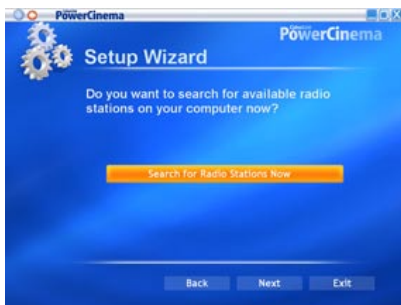 PowerCinema
PowerCinema
Setup Wizard
Do you want to search for available radio
stations on your computer now?
Search for Radio Stations Now
Back Next Exit